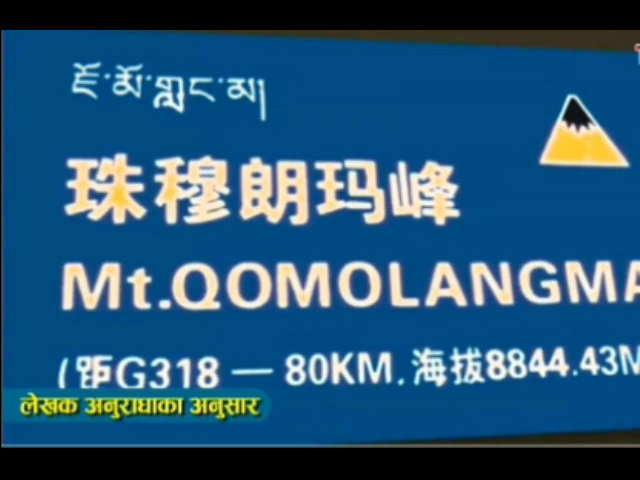 ཇོ་མོ་གླང་མ།
珠穆朗玛峰
Mt.QOMOLANGMA
(距G318 — 80KM. 海拔8844.43M
लेखक अनुराधाका अनुसार